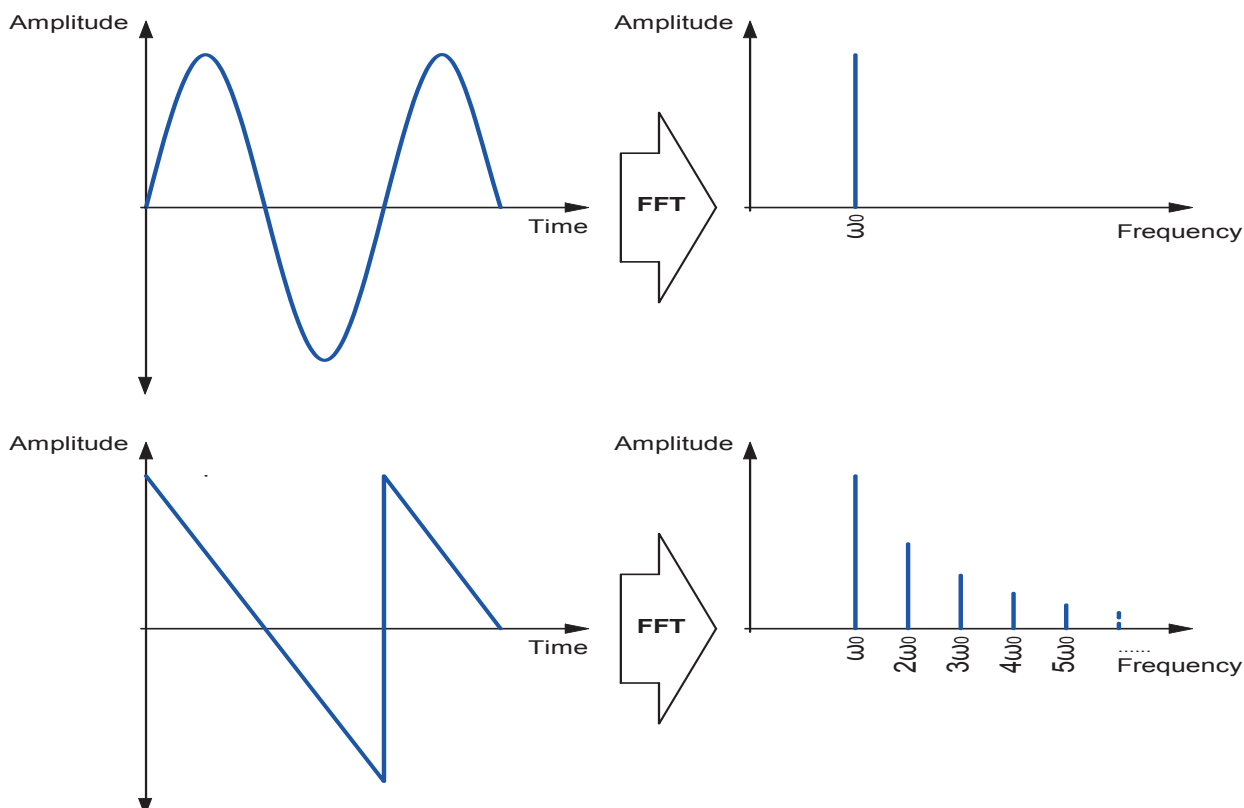 Amplitude
Time
FFT
Amplitude
ω₀
Frequency
Amplitude
Time
FFT
Amplitude
ω₀
2ω₀
3ω₀
4ω₀
5ω₀
......
Frequency